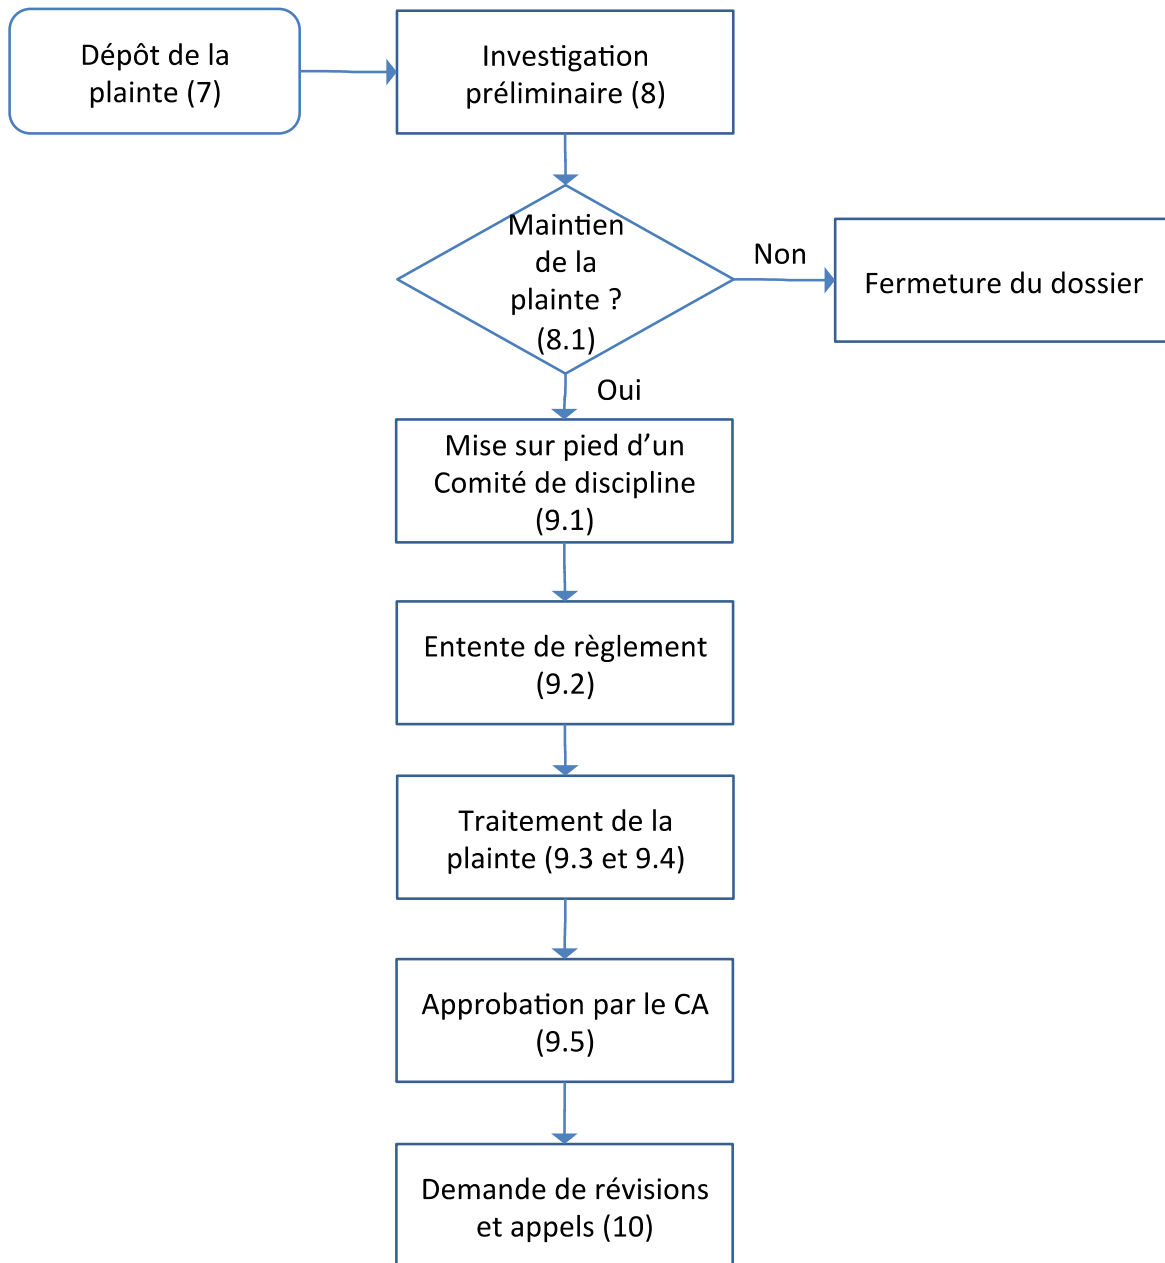 Dépôt de la
plainte (7)
Investigation
préliminaire (8)
Maintien
de la
plainte ?
(8.1)
Non
Fermeture du dossier
Oui
Mise sur pied d’un
Comité de discipline
(9.1)
Entente de règlement
(9.2)
Traitement de la
plainte (9.3 et 9.4)
Approbation par le CA
(9.5)
Demande de révisions
et appels (10)